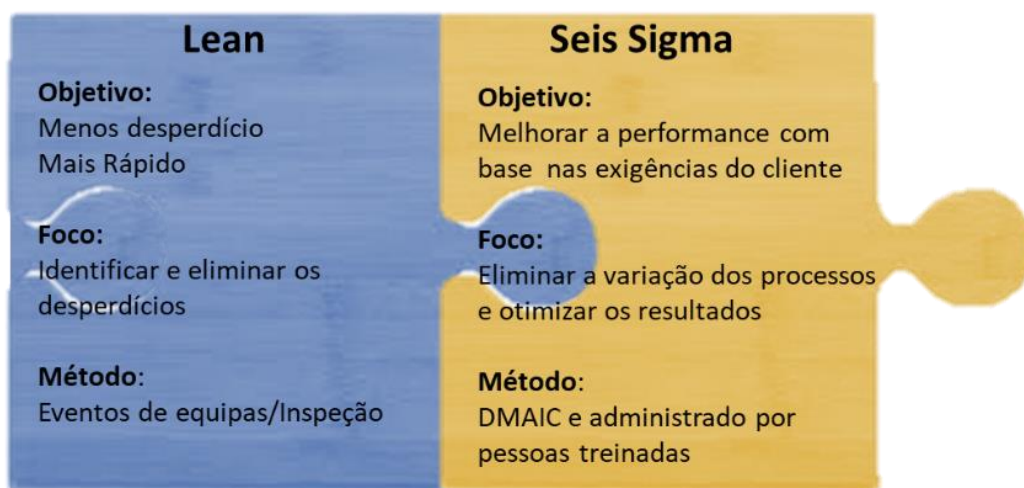 Lean
Objetivo:
Menos desperdício
Mais Rápido
Foco:
Identificar e eliminar os
desperdícios
Método:
Eventos de equipas/Inspeção
Seis Sigma
Objetivo:
Melhorar a performance com
base nas exigências do cliente
Foco:
Eliminar a variação dos processos
e otimizar os resultados
Método:
DMAIC e administrado por
pessoas treinadas